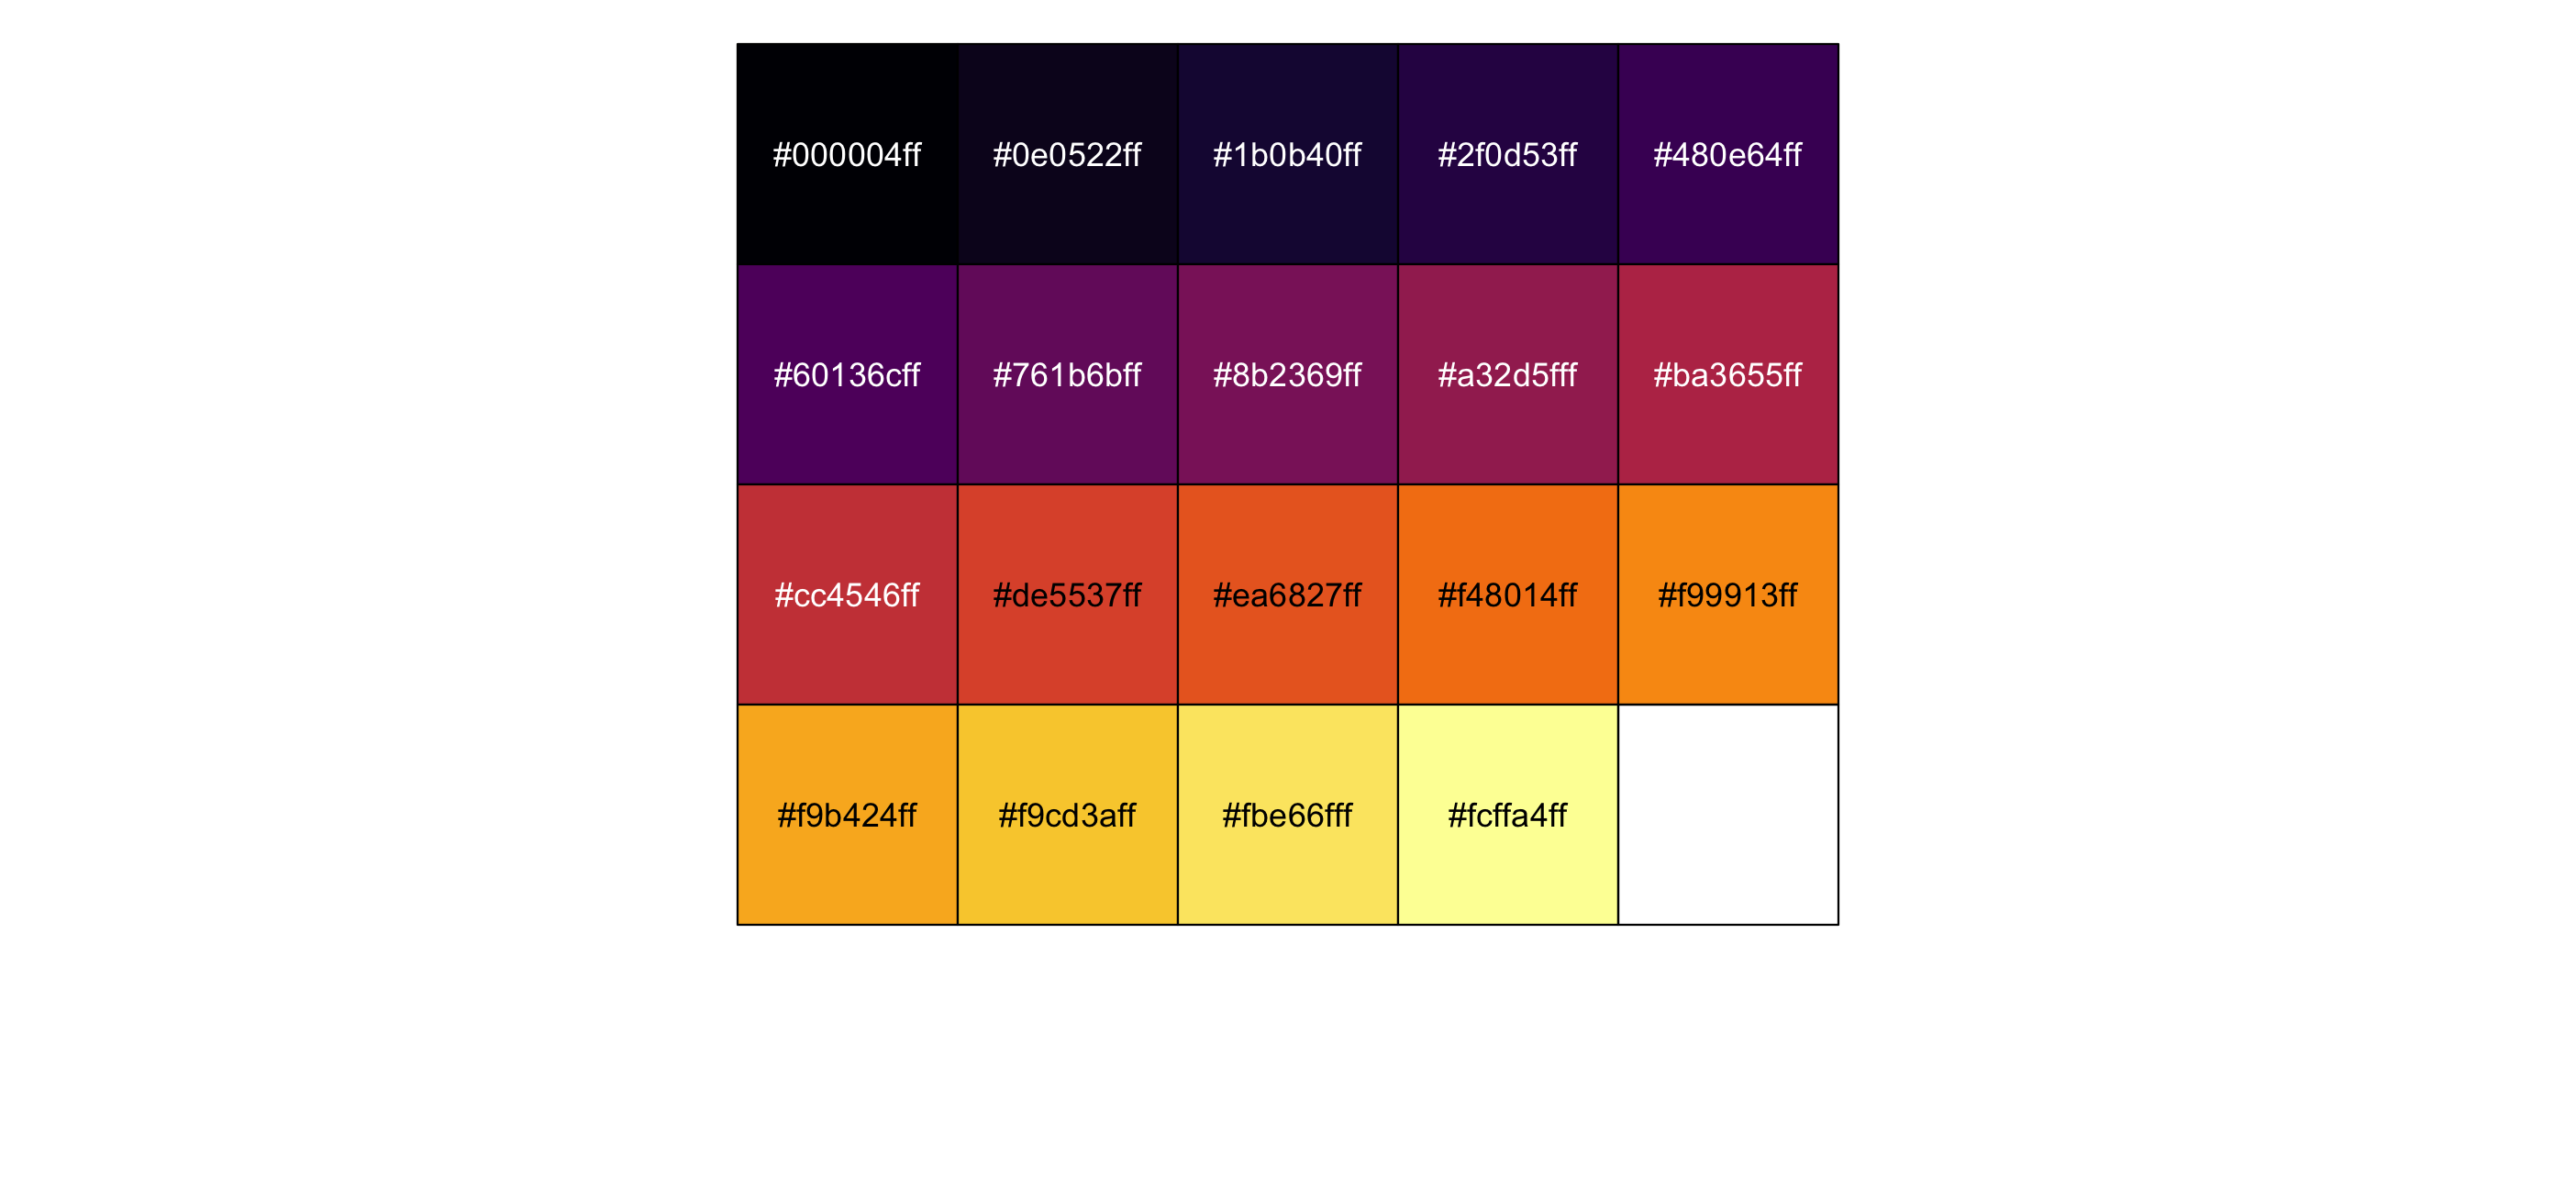 #000004ff #0e0522ff #1b0b40ff #2f0d53ff #480e64ff
#60136cff #761b6bff #8b2369ff #a32d5fff #ba3655ff
#cc4546ff #de5537ff #ea6827ff #f48014ff #f99913ff
#f9b424ff #f9cd3aff #fbe66fff #fcffa4ff